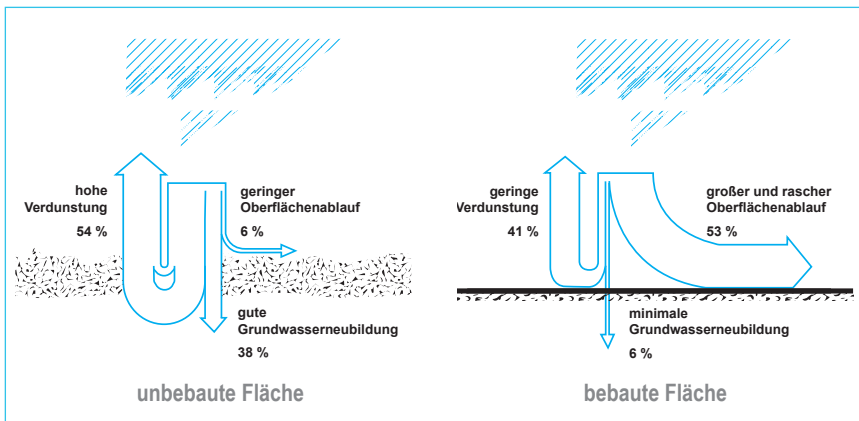 hohe
Verdunstung
54 %
geringer
Oberflächenablauf
6 %
gute
Grundwasserneubildung
38 %
unbebaute Fläche
geringe
Verdunstung
41 %
großer und rascher
Oberflächenablauf
53 %
minimale
Grundwasserneubildung
6 %
bebaute Fläche